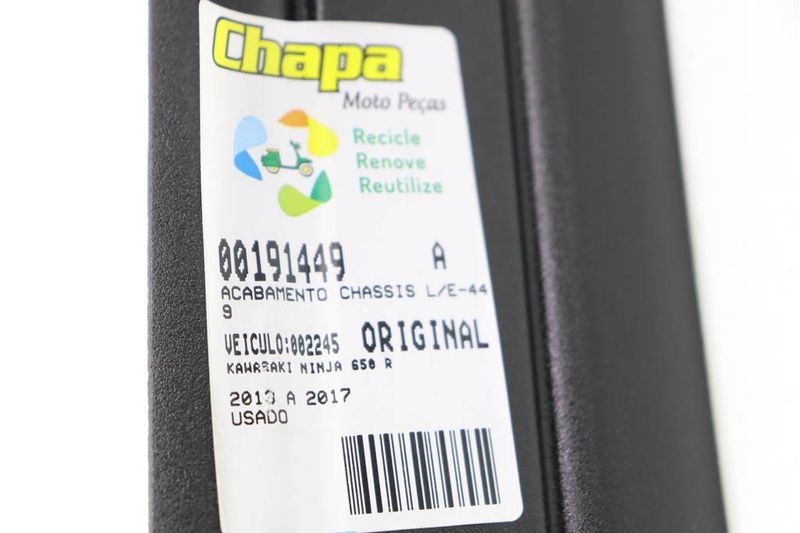 Chapa
Moto Peças
Recicle
Renove
Reutilize
00191449 A
ACABAMENTO CHASSIS L/E-44
9
VEICULO:002245 ORIGINAL
KAWASAKI NINJA 650 R
2013 A 2017
USADO